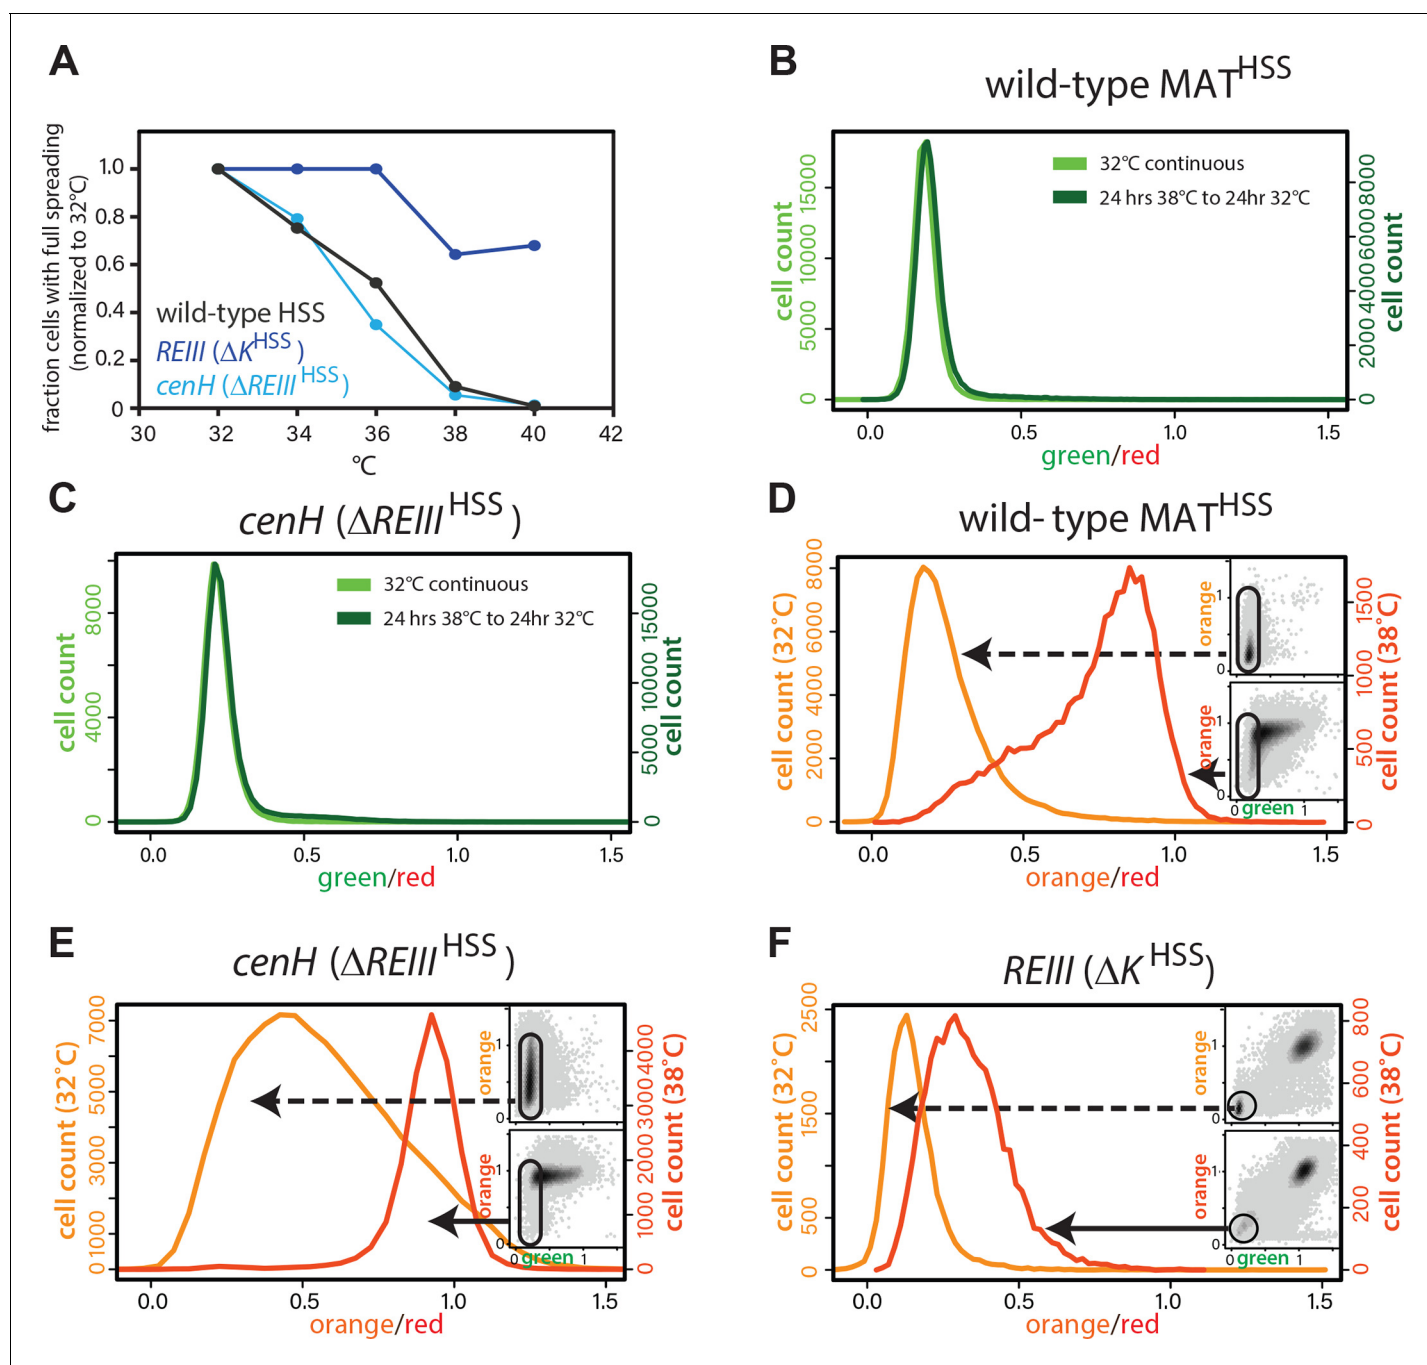 A
fraction cells with full spreading
(normalized to 32°C)
1.0
0.8
0.6
0.4
0.2
0
wild-type HSS
REIII (ΔK^HSS)
cenH (ΔREIII^HSS)
30 32 34 36 38 40 42
°C
B
wild-type MAT^HSS
cell count
0 5000 10000 15000
32°C continuous
24 hrs 38°C to 24hr 32°C
0 2000 4000 6000 8000
cell count
0.0 0.5 1.0 1.5
green/red
C
cenH (ΔREIII^HSS)
cell count
0 4000 8000
32°C continuous
24 hrs 38°C to 24hr 32°C
0 5000 10000 15000
cell count
0.0 0.5 1.0 1.5
green/red
D
wild-type MAT^HSS
cell count (32°C)
0 2000 4000 6000 8000
orange
1
0
orange
1
0
0 1
green
0 500 1000 1500
cell count (38°C)
0.0 0.5 1.0 1.5
orange/red
E
cenH (ΔREIII^HSS)
cell count (32°C)
0 1000 3000 5000 7000
orange
1
0
orange
1
0
0 1
green
0 1000 2000 3000 4000
cell count (38°C)
0.0 0.5 1.0 1.5
orange/red
F
REIII (ΔK^HSS)
cell count (32°C)
0 500 1500 2500
orange
1
0
orange
1
0
0 1
green
0 200 400 600 800
cell count (38°C)
0.0 0.5 1.0 1.5
orange/red